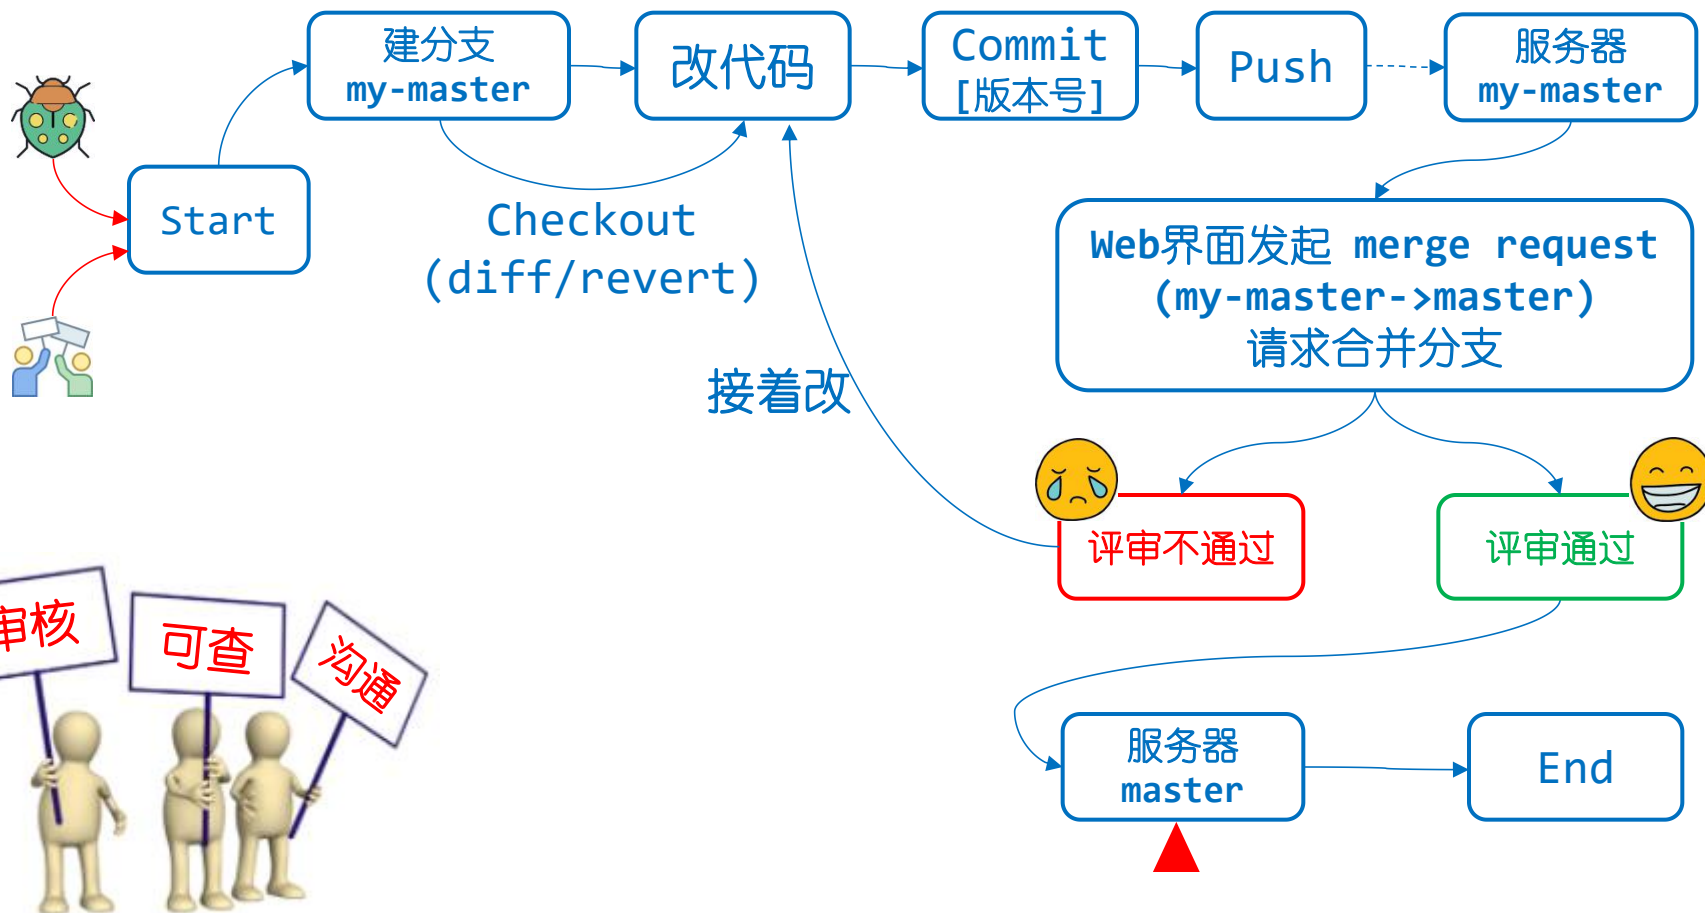 建分支
my-master
改代码
Commit
[版本号]
Push
服务器
my-master
Start
Checkout
(diff/revert)
Web界面发起 merge request
(my-master->master)
请求合并分支
接着改
评审不通过
评审通过
审核
可查
沟通
服务器
master
End